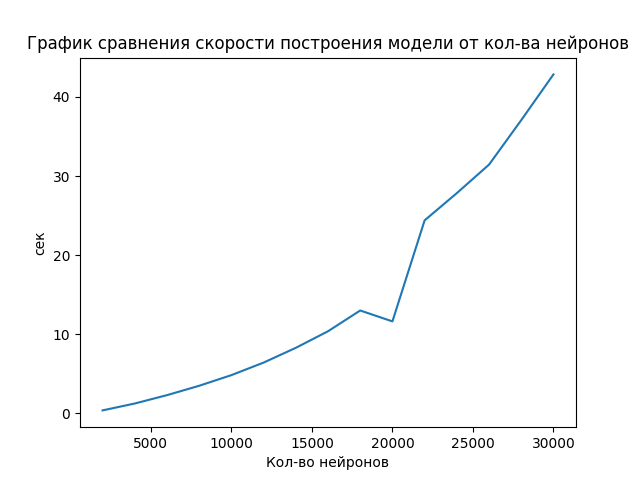 График сравнения скорости построения модели от кол-ва нейронов
40
30
20
10
0
сек
5000 10000 15000 20000 25000 30000
Кол-во нейронов